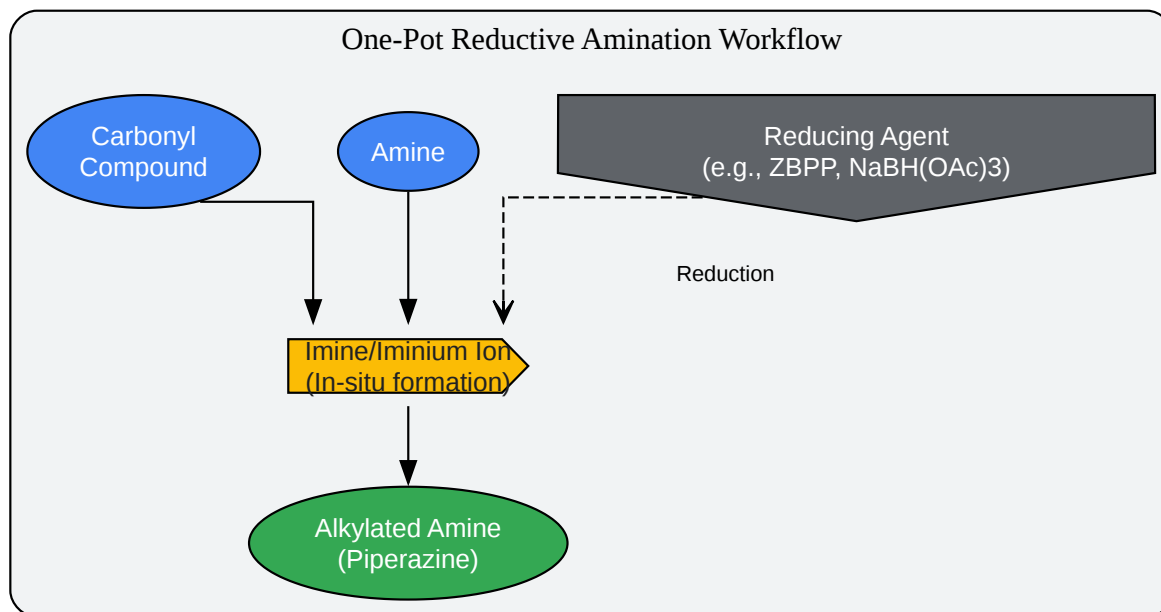 One-Pot Reductive Amination Workflow
Carbonyl
Compound
Amine
Reducing Agent
(e.g., ZBPP, NaBH(OAc)3)
Reduction
Imine/Iminium Ion
(In-situ formation)
Alkylated Amine
(Piperazine)